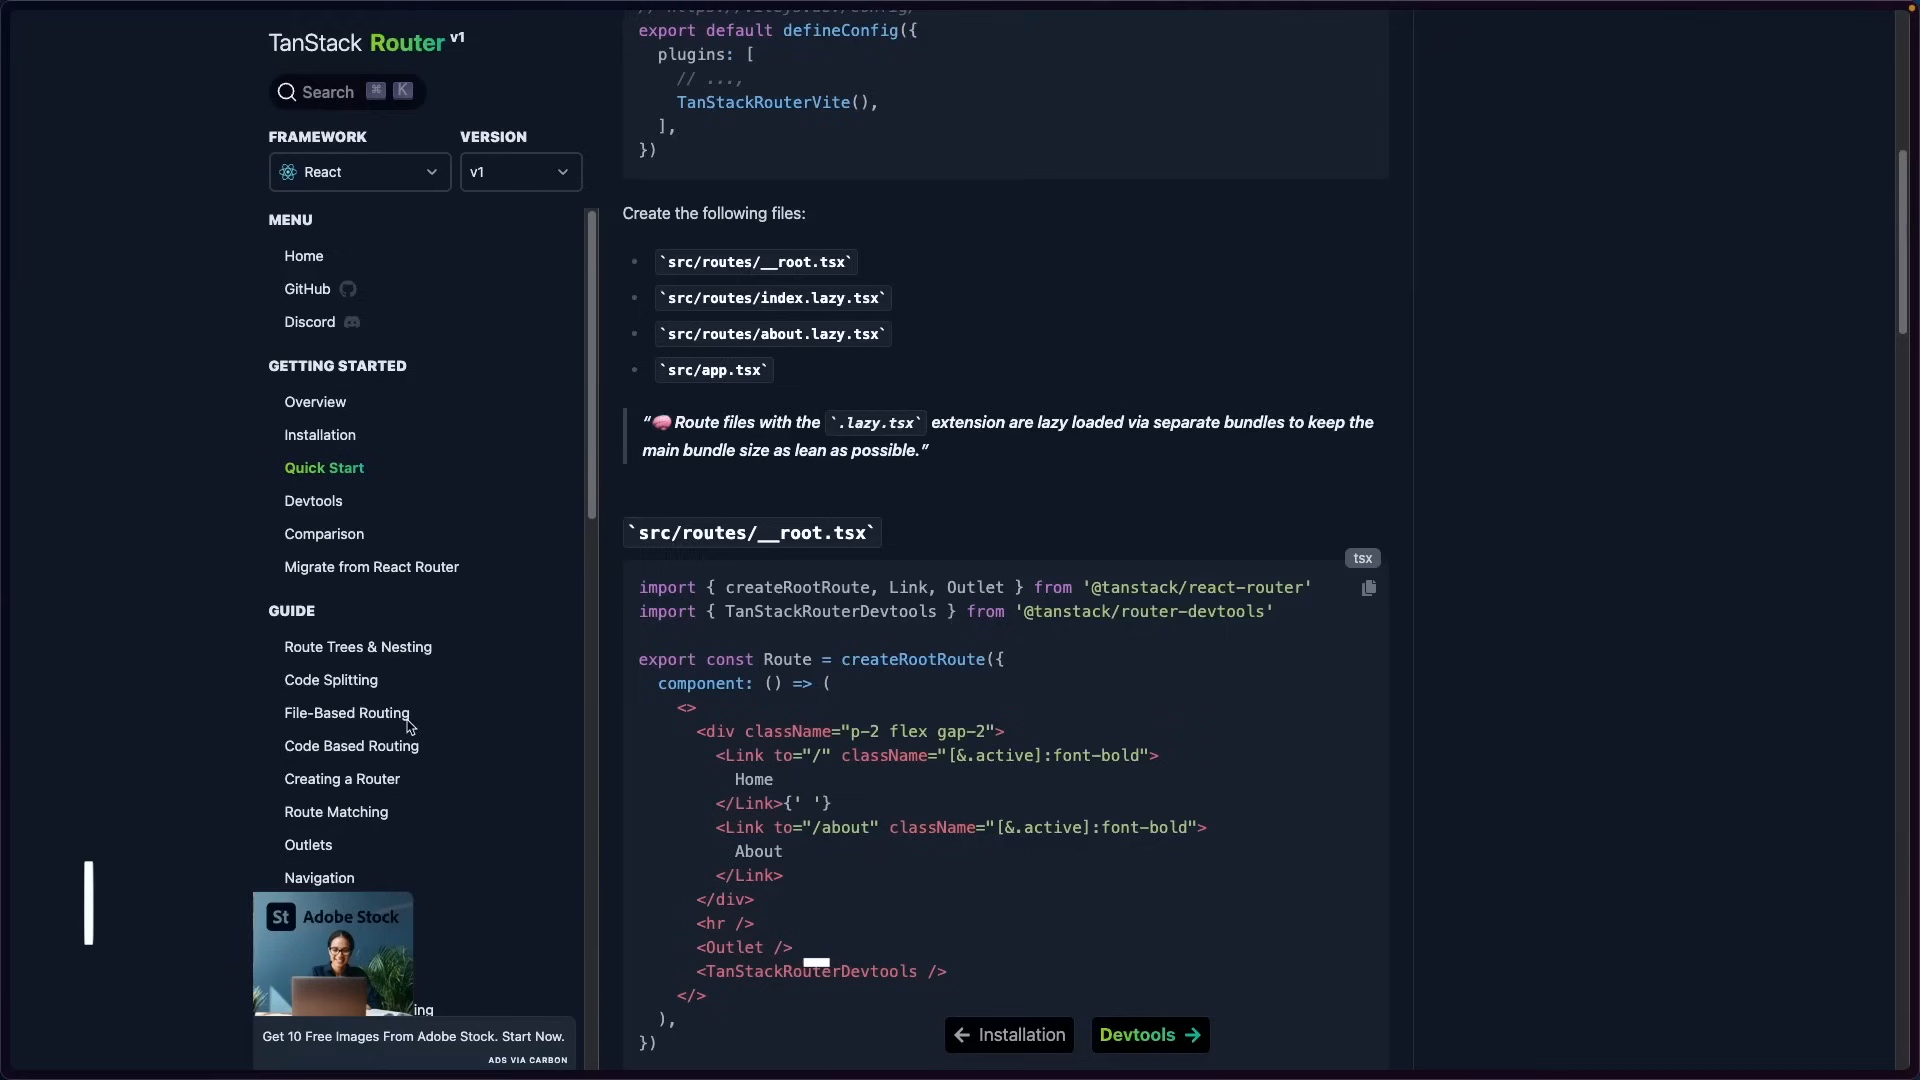 TanStack Router v1
Search ⌘ K
FRAMEWORK VERSION
React v1
MENU
Home
GitHub
Discord
GETTING STARTED
Overview
Installation
Quick Start
Devtools
Comparison
Migrate from React Router
GUIDE
Route Trees & Nesting
Code Splitting
File-Based Routing
Code Based Routing
Creating a Router
Route Matching
Outlets
Navigation
St Adobe Stock
ing
Get 10 Free Images From Adobe Stock. Start Now.
ADS VIA CARBON
export default defineConfig({
  plugins: [
    // ...,
    TanStackRouterVite(),
  ],
})
Create the following files:
`src/routes/__root.tsx`
`src/routes/index.lazy.tsx`
`src/routes/about.lazy.tsx`
`src/app.tsx`
“🧠 Route files with the `.lazy.tsx` extension are lazy loaded via separate bundles to keep the
main bundle size as lean as possible.”
`src/routes/__root.tsx`
tsx
import { createRootRoute, Link, Outlet } from '@tanstack/react-router'
import { TanStackRouterDevtools } from '@tanstack/router-devtools'
export const Route = createRootRoute({
  component: () => (
    <>
      <div className="p-2 flex gap-2">
        <Link to="/" className="[&.active]:font-bold">
          Home
        </Link>{' '}
        <Link to="/about" className="[&.active]:font-bold">
          About
        </Link>
      </div>
      <hr />
      <Outlet />
      <TanStackRouterDevtools />
    </>
  ),
})
← Installation
Devtools →